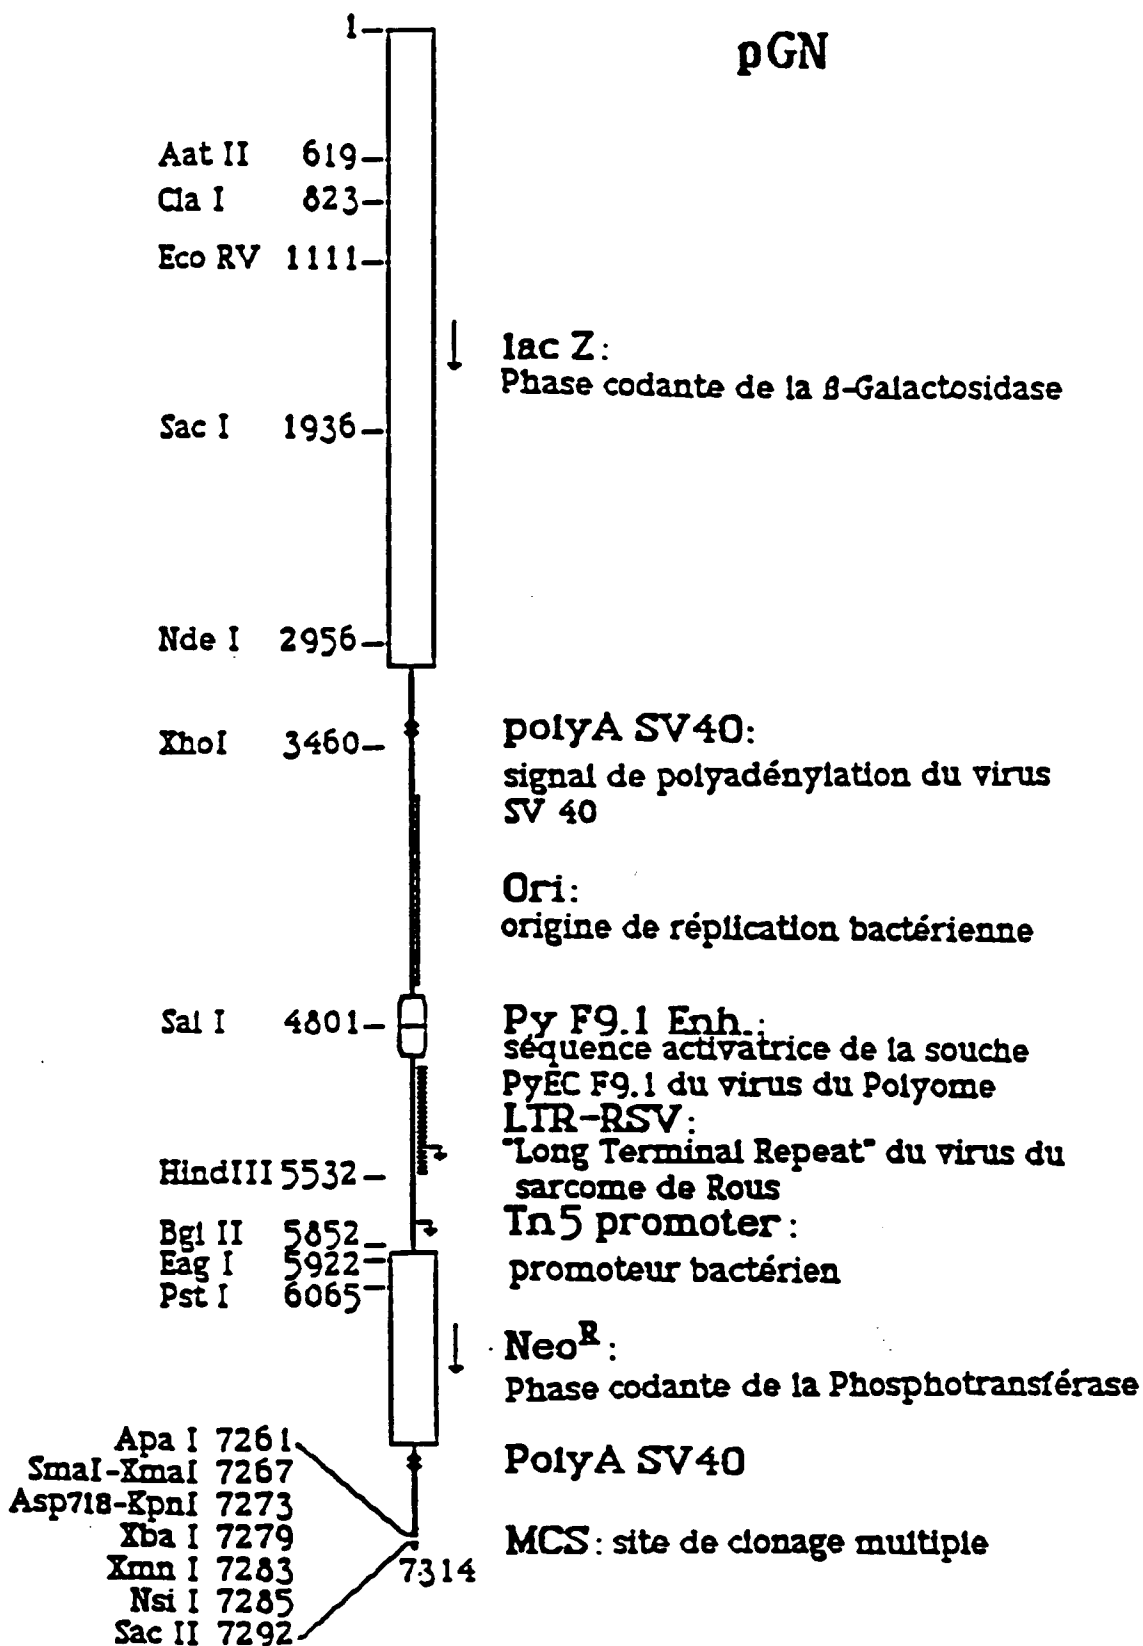 pGN
1
Aat II 619
Cla I 823
Eco RV 1111
lac Z:
Phase codante de la β-Galactosidase
Sac I 1936
Nde I 2956
XhoI 3460
polyA SV40:
signal de polyadénylation du virus
SV 40
Ori:
origine de réplication bactérienne
Sal I 4801
Py F9.1 Enh.:
séquence activatrice de la souche
PyEC F9.1 du virus du Polyome
LTR-RSV:
"Long Terminal Repeat" du virus du
sarcome de Rous
HindIII 5532
Tn5 promoter:
promoteur bactérien
Bgl II 5852
Eag I 5922
Pst I 6065
NeoR:
Phase codante de la Phosphotransférase
PolyA SV40
MCS: site de clonage multiple
Apa I 7261
SmaI-XmaI 7267
Asp718-KpnI 7273
Xba I 7279
Xmn I 7283
Nsi I 7285
Sac II 7292
7314